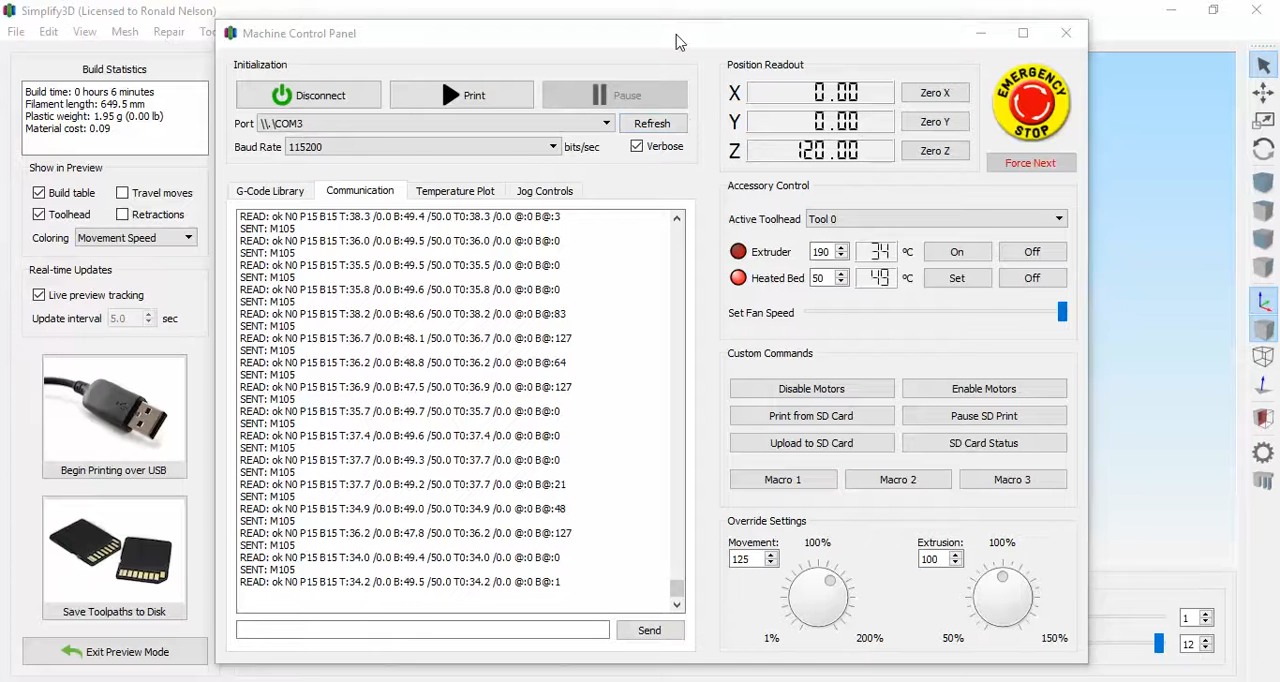 Simplify3D (Licensed to Ronald Nelson)
File Edit View Mesh Repair
Build Statistics
Build time: 0 hours 6 minutes
Filament length: 649.5 mm
Plastic weight: 1.95 g (0.00 lb)
Material cost: 0.09
Show in Preview
Build table Travel moves
Toolhead Retractions
Coloring Movement Speed
Real-time Updates
Live preview tracking
Update interval 5.0 sec
Begin Printing over USB
Save Toolpaths to Disk
Exit Preview Mode
Machine Control Panel
Initialization
Disconnect Print Pause
Port \\.\COM3 Refresh
Baud Rate 115200 bits/sec Verbose
G-Code Library Communication Temperature Plot Jog Controls
READ: ok N0 P15 B15 T:38.3 /0.0 B:49.4 /50.0 T0:38.3 /0.0 @:0 B@:3
SENT: M105
READ: ok N0 P15 B15 T:36.0 /0.0 B:49.5 /50.0 T0:36.0 /0.0 @:0 B@:0
SENT: M105
READ: ok N0 P15 B15 T:35.5 /0.0 B:49.5 /50.0 T0:35.5 /0.0 @:0 B@:0
SENT: M105
READ: ok N0 P15 B15 T:35.8 /0.0 B:49.6 /50.0 T0:35.8 /0.0 @:0 B@:0
SENT: M105
READ: ok N0 P15 B15 T:38.2 /0.0 B:48.6 /50.0 T0:38.2 /0.0 @:0 B@:83
SENT: M105
READ: ok N0 P15 B15 T:36.7 /0.0 B:48.1 /50.0 T0:36.7 /0.0 @:0 B@:127
SENT: M105
READ: ok N0 P15 B15 T:36.2 /0.0 B:48.8 /50.0 T0:36.2 /0.0 @:0 B@:64
SENT: M105
READ: ok N0 P15 B15 T:36.9 /0.0 B:47.5 /50.0 T0:36.9 /0.0 @:0 B@:127
SENT: M105
READ: ok N0 P15 B15 T:35.7 /0.0 B:49.7 /50.0 T0:35.7 /0.0 @:0 B@:0
SENT: M105
READ: ok N0 P15 B15 T:37.4 /0.0 B:49.6 /50.0 T0:37.4 /0.0 @:0 B@:0
SENT: M105
READ: ok N0 P15 B15 T:37.7 /0.0 B:49.3 /50.0 T0:37.7 /0.0 @:0 B@:0
SENT: M105
READ: ok N0 P15 B15 T:37.7 /0.0 B:49.2 /50.0 T0:37.7 /0.0 @:0 B@:21
SENT: M105
READ: ok N0 P15 B15 T:34.9 /0.0 B:49.0 /50.0 T0:34.9 /0.0 @:0 B@:48
SENT: M105
READ: ok N0 P15 B15 T:36.2 /0.0 B:47.8 /50.0 T0:36.2 /0.0 @:0 B@:127
SENT: M105
READ: ok N0 P15 B15 T:34.0 /0.0 B:49.4 /50.0 T0:34.0 /0.0 @:0 B@:0
SENT: M105
READ: ok N0 P15 B15 T:34.2 /0.0 B:49.5 /50.0 T0:34.2 /0.0 @:0 B@:1
Send
Position Readout
X 0.00 Zero X
Y 0.00 Zero Y
Z 120.00 Zero Z
EMERGENCY
STOP
Force Next
Accessory Control
Active Toolhead Tool 0
Extruder 190 34 ºC On Off
Heated Bed 50 49 ºC Set Off
Set Fan Speed
Custom Commands
Disable Motors Enable Motors
Print from SD Card Pause SD Print
Upload to SD Card SD Card Status
Macro 1 Macro 2 Macro 3
Override Settings
Movement: 100% Extrusion: 100%
125 100
1% 200% 50% 150%
1
12